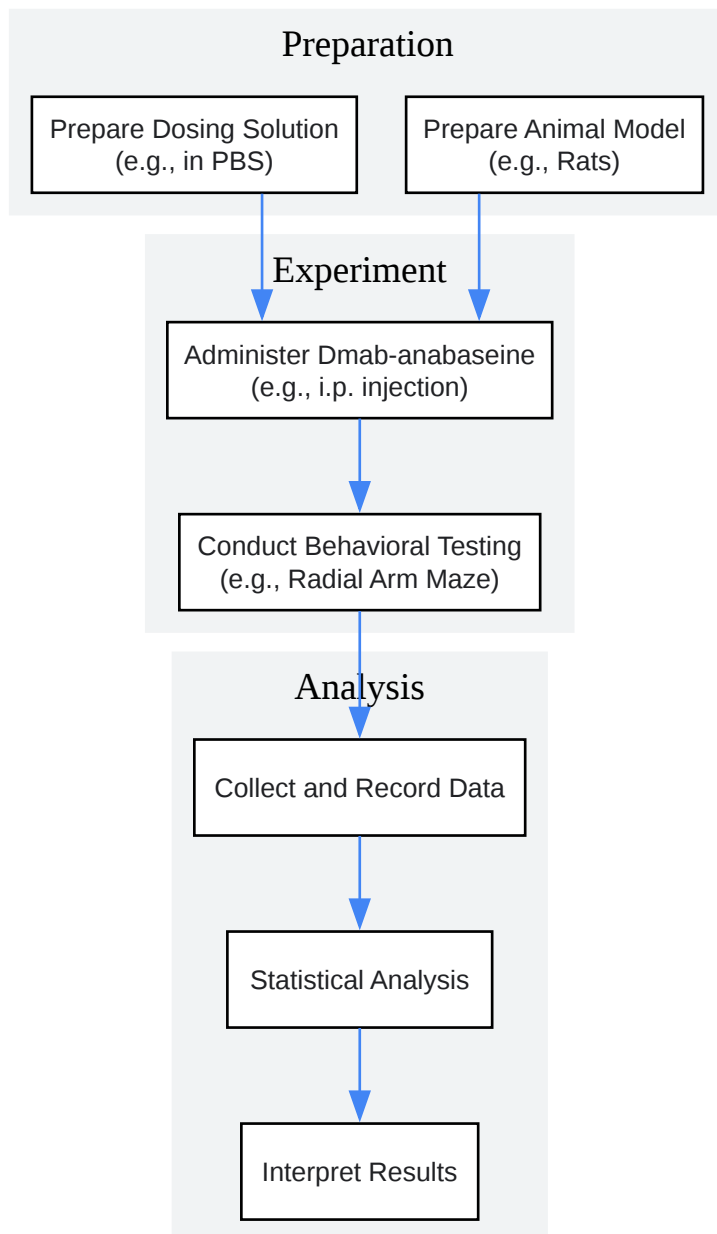 Preparation
Prepare Dosing Solution
(e.g., in PBS)
Prepare Animal Model
(e.g., Rats)
Experiment
Administer Dmab-anabaseine
(e.g., i.p. injection)
Conduct Behavioral Testing
(e.g., Radial Arm Maze)
Analysis
Collect and Record Data
Statistical Analysis
Interpret Results